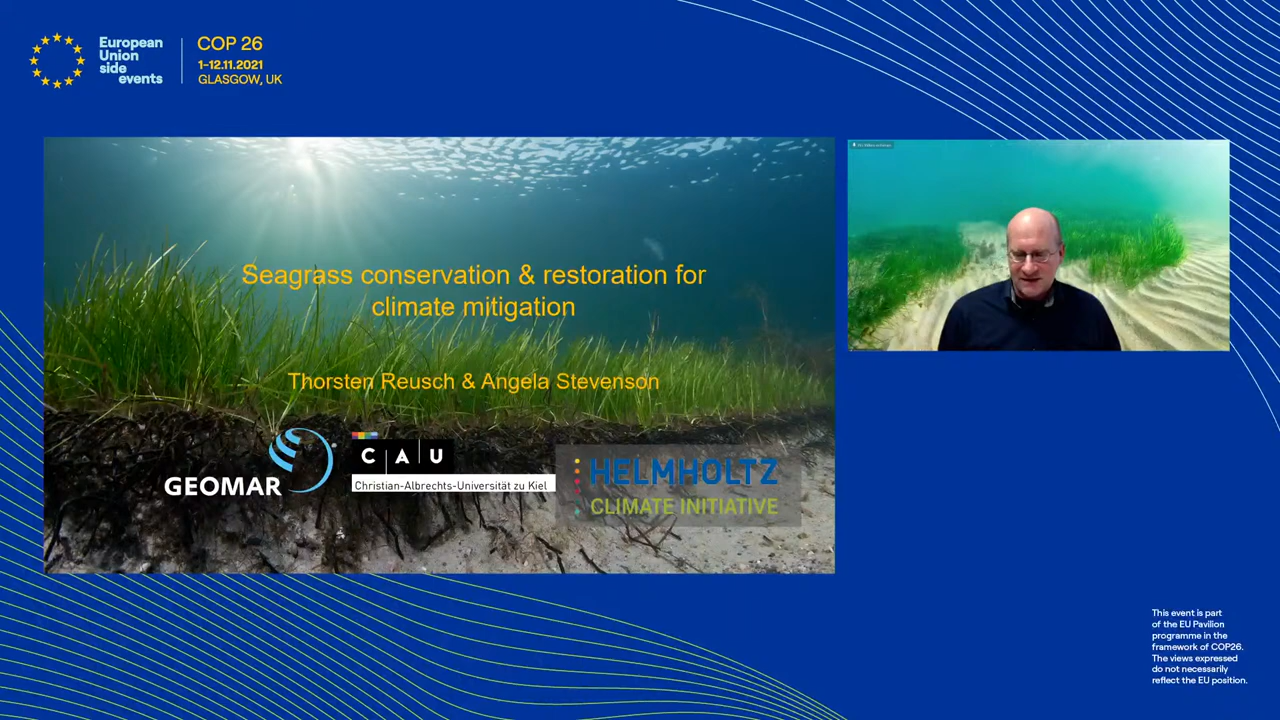 European
Union
side
events
COP 26
1-12.11.2021
GLASGOW, UK
Seagrass conservation & restoration for
climate mitigation
Thorsten Reusch & Angela Stevenson
GEOMAR
CAU
Christian-Albrechts-Universität zu Kiel
HELMHOLTZ
CLIMATE INITIATIVE
This event is part
of the EU Pavilion
programme in the
framework of COP26.
The views expressed
do not necessarily
reflect the EU position.